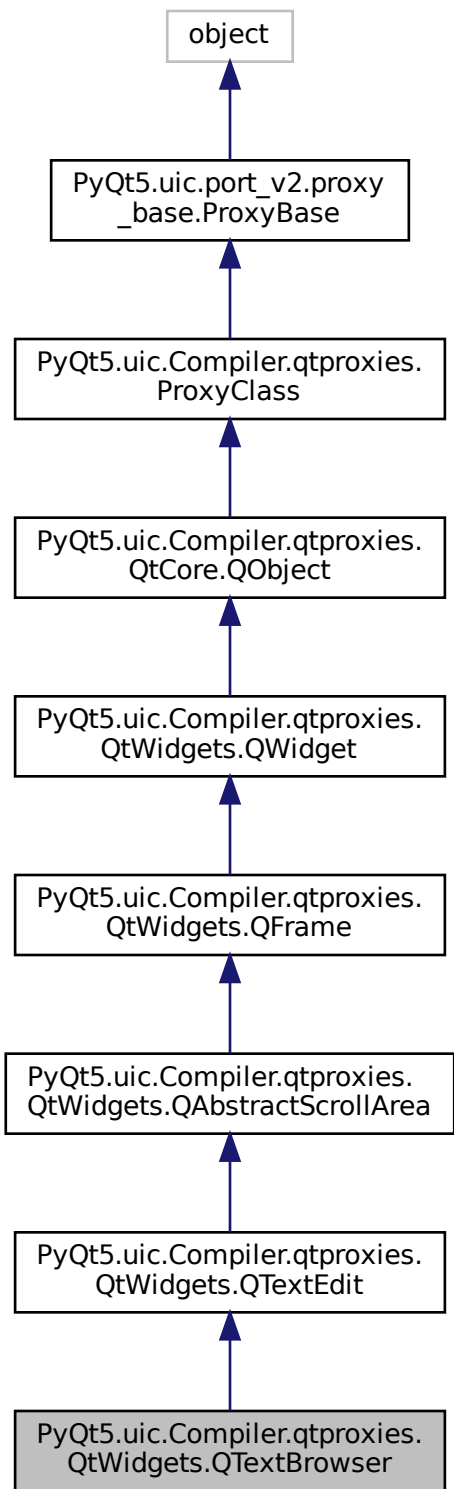 object
PyQt5.uic.port_v2.proxy
_base.ProxyBase
PyQt5.uic.Compiler.qtproxies.
ProxyClass
PyQt5.uic.Compiler.qtproxies.
QtCore.QObject
PyQt5.uic.Compiler.qtproxies.
QtWidgets.QWidget
PyQt5.uic.Compiler.qtproxies.
QtWidgets.QFrame
PyQt5.uic.Compiler.qtproxies.
QtWidgets.QAbstractScrollArea
PyQt5.uic.Compiler.qtproxies.
QtWidgets.QTextEdit
PyQt5.uic.Compiler.qtproxies.
QtWidgets.QTextBrowser